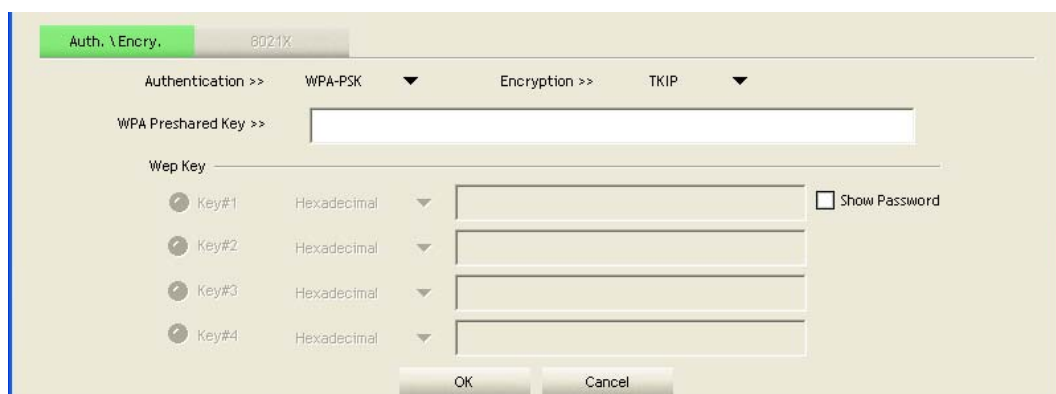 Auth. \ Encry. 8021X
Authentication >> WPA-PSK Encryption >> TKIP
WPA Preshared Key >>
Wep Key
Key#1 Hexadecimal Show Password
Key#2 Hexadecimal
Key#3 Hexadecimal
Key#4 Hexadecimal
OK Cancel